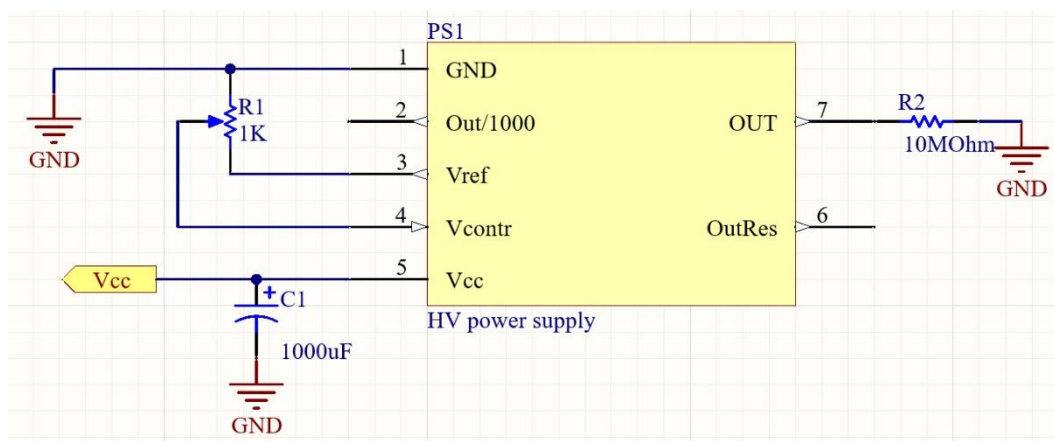 PS1
1
GND
R1
1K
GND
2
Out/1000
3
Vref
4
Vcontr
5
Vcc
OUT
7
R2
10MOhm
GND
OutRes
6
Vcc
+
C1
1000uF
GND
HV power supply